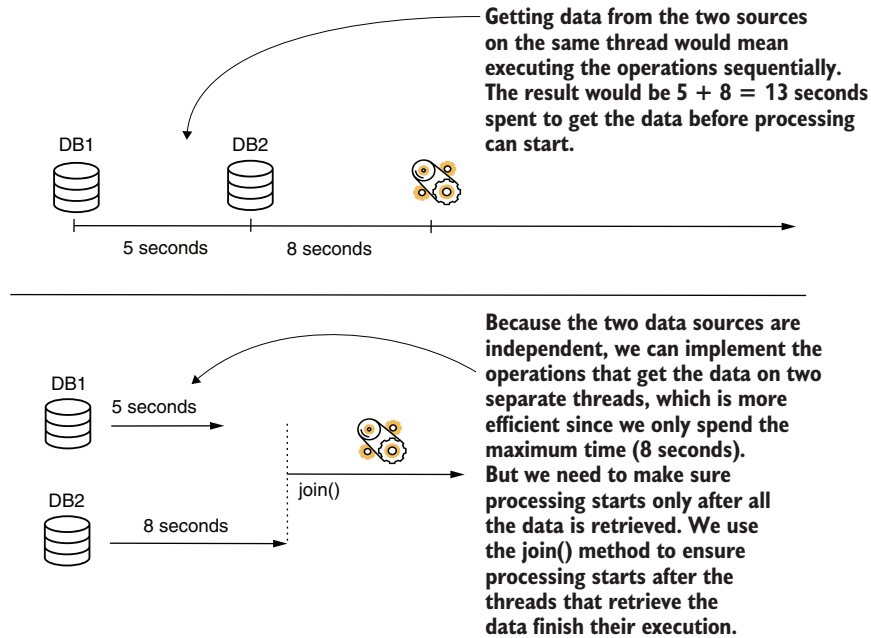 Getting data from the two sources
on the same thread would mean
executing the operations sequentially.
The result would be 5 + 8 = 13 seconds
spent to get the data before processing
can start.
DB1
DB2
5 seconds
8 seconds
Because the two data sources are
independent, we can implement the
operations that get the data on two
separate threads, which is more
efficient since we only spend the
maximum time (8 seconds).
But we need to make sure
processing starts only after all
the data is retrieved. We use
the join() method to ensure
processing starts after the
threads that retrieve the
data finish their execution.
DB1
5 seconds
join()
DB2
8 seconds